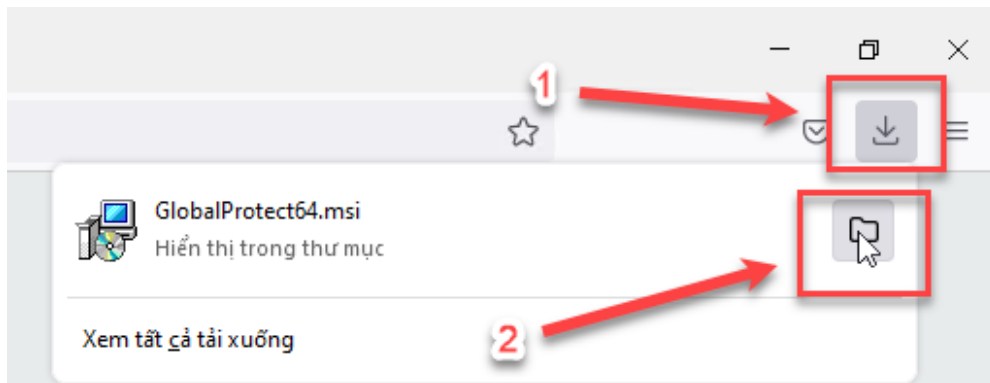 1
GlobalProtect64.msi
Hiển thị trong thư mục
Xem tất cả tải xuống
2